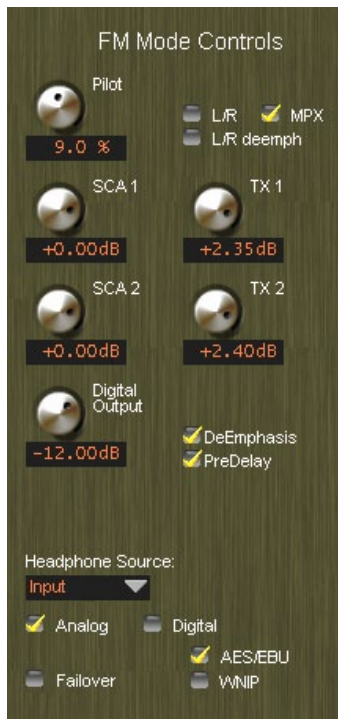 FM Mode Controls
Pilot
9.0 %
L/R MPX
L/R deemph
SCA 1 TX 1
+0.00dB +2.35dB
SCA 2 TX 2
+0.00dB +2.40dB
Digital
Output
-12.00dB
DeEmphasis
PreDelay
Headphone Source:
Input
Analog Digital
AES/EBU
Failover WNIP